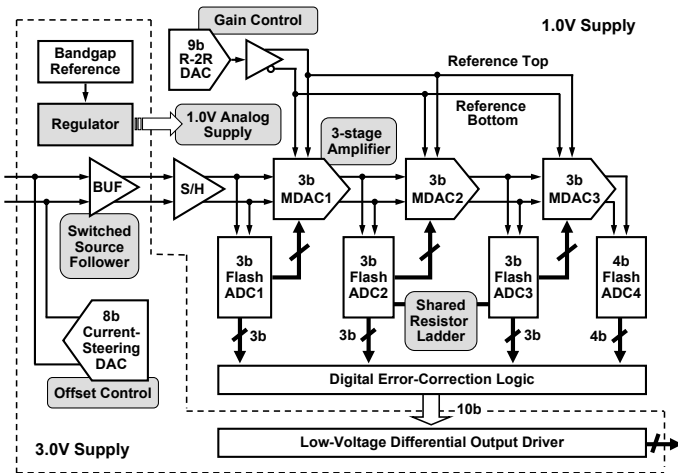 Gain Control
1.0V Supply
9b
R-2R
DAC
Bandgap
Reference
Reference Top
Regulator
1.0V Analog
Supply
Reference
Bottom
3-stage
Amplifier
BUF
S/H
3b
MDAC1
3b
MDAC2
3b
MDAC3
Switched
Source
Follower
3b
Flash
ADC1
3b
Flash
ADC2
3b
Flash
ADC3
4b
Flash
ADC4
Shared
Resistor
Ladder
8b
Current-
Steering
DAC
3b
3b
3b
4b
Offset Control
Digital Error-Correction Logic
10b
3.0V Supply
Low-Voltage Differential Output Driver